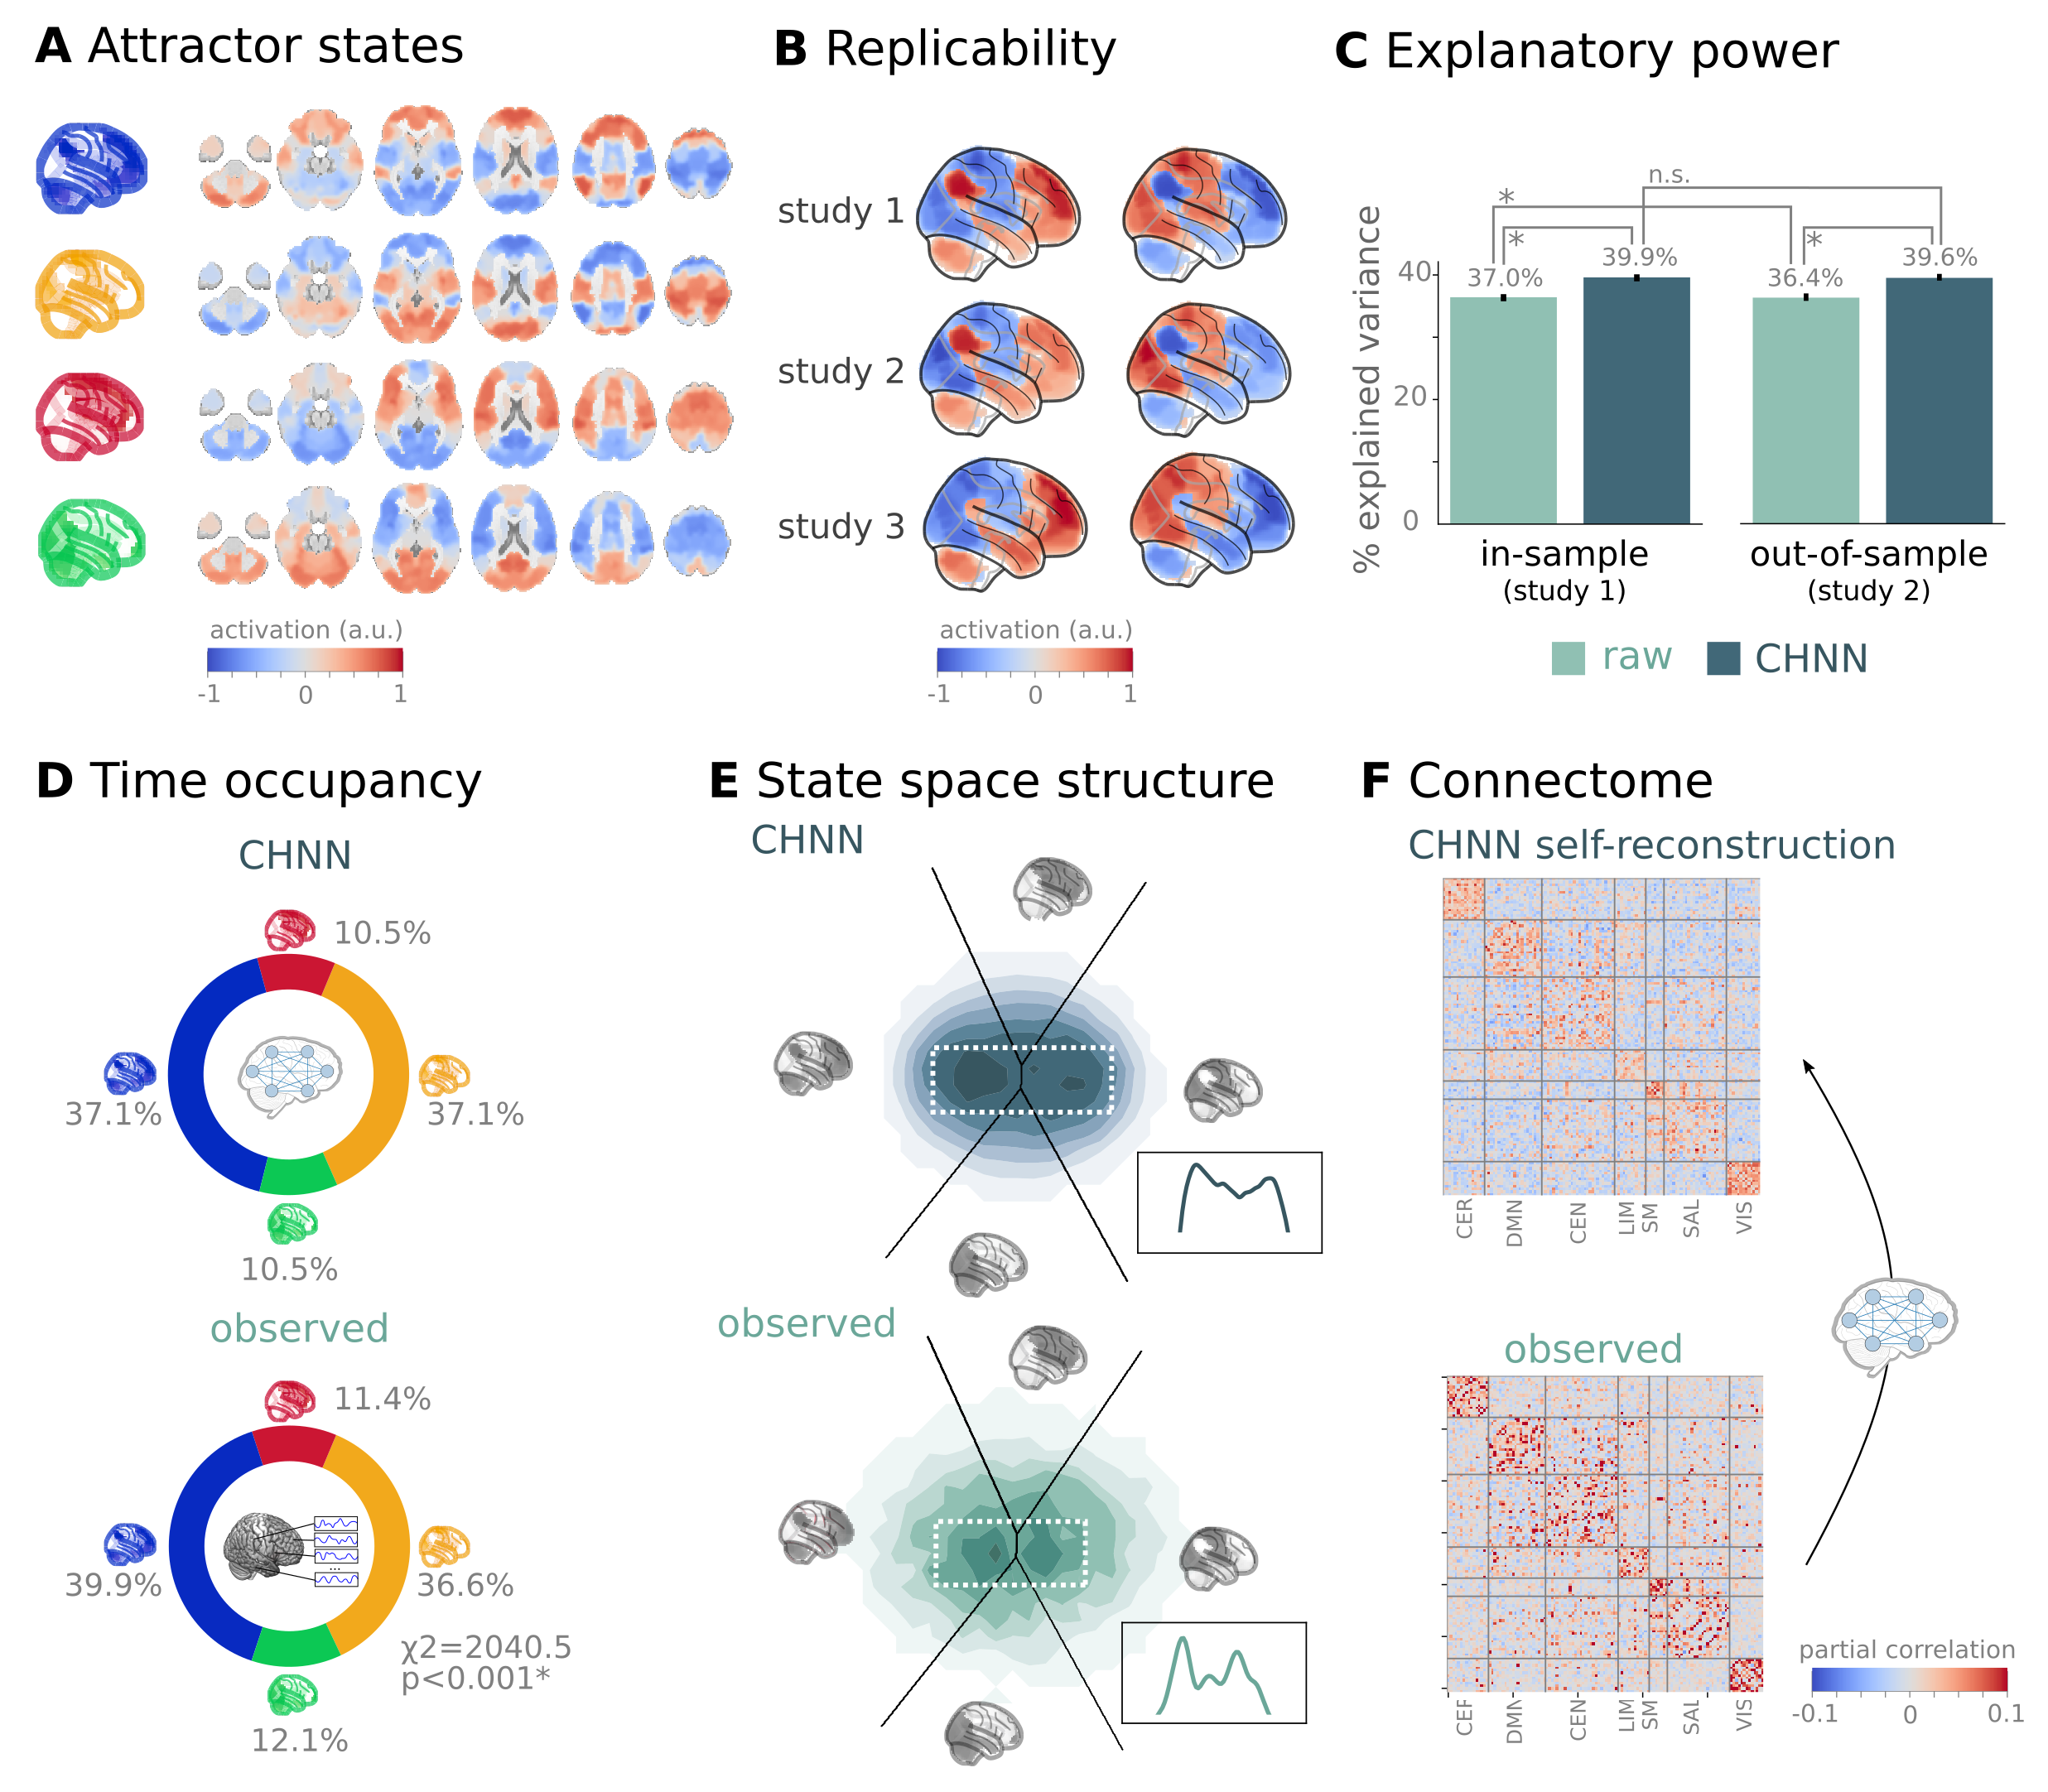 A Attractor states
activation (a.u.)
-1 0 1
B Replicability
study 1
study 2
study 3
activation (a.u.)
-1 0 1
C Explanatory power
n.s.
*
* *
37.0% 39.9% 36.4% 39.6%
% explained variance
40
20
0
in-sample
(study 1)
out-of-sample
(study 2)
raw CHNN
D Time occupancy
CHNN
10.5%
37.1% 37.1%
10.5%
observed
11.4%
39.9% 36.6%
χ2=2040.5
p<0.001*
12.1%
E State space structure
CHNN
observed
F Connectome
CHNN self-reconstruction
CER DMN CEN LIM SM SAL VIS
observed
CER DMN CEN LIM SM SAL VIS
partial correlation
-0.1 0 0.1